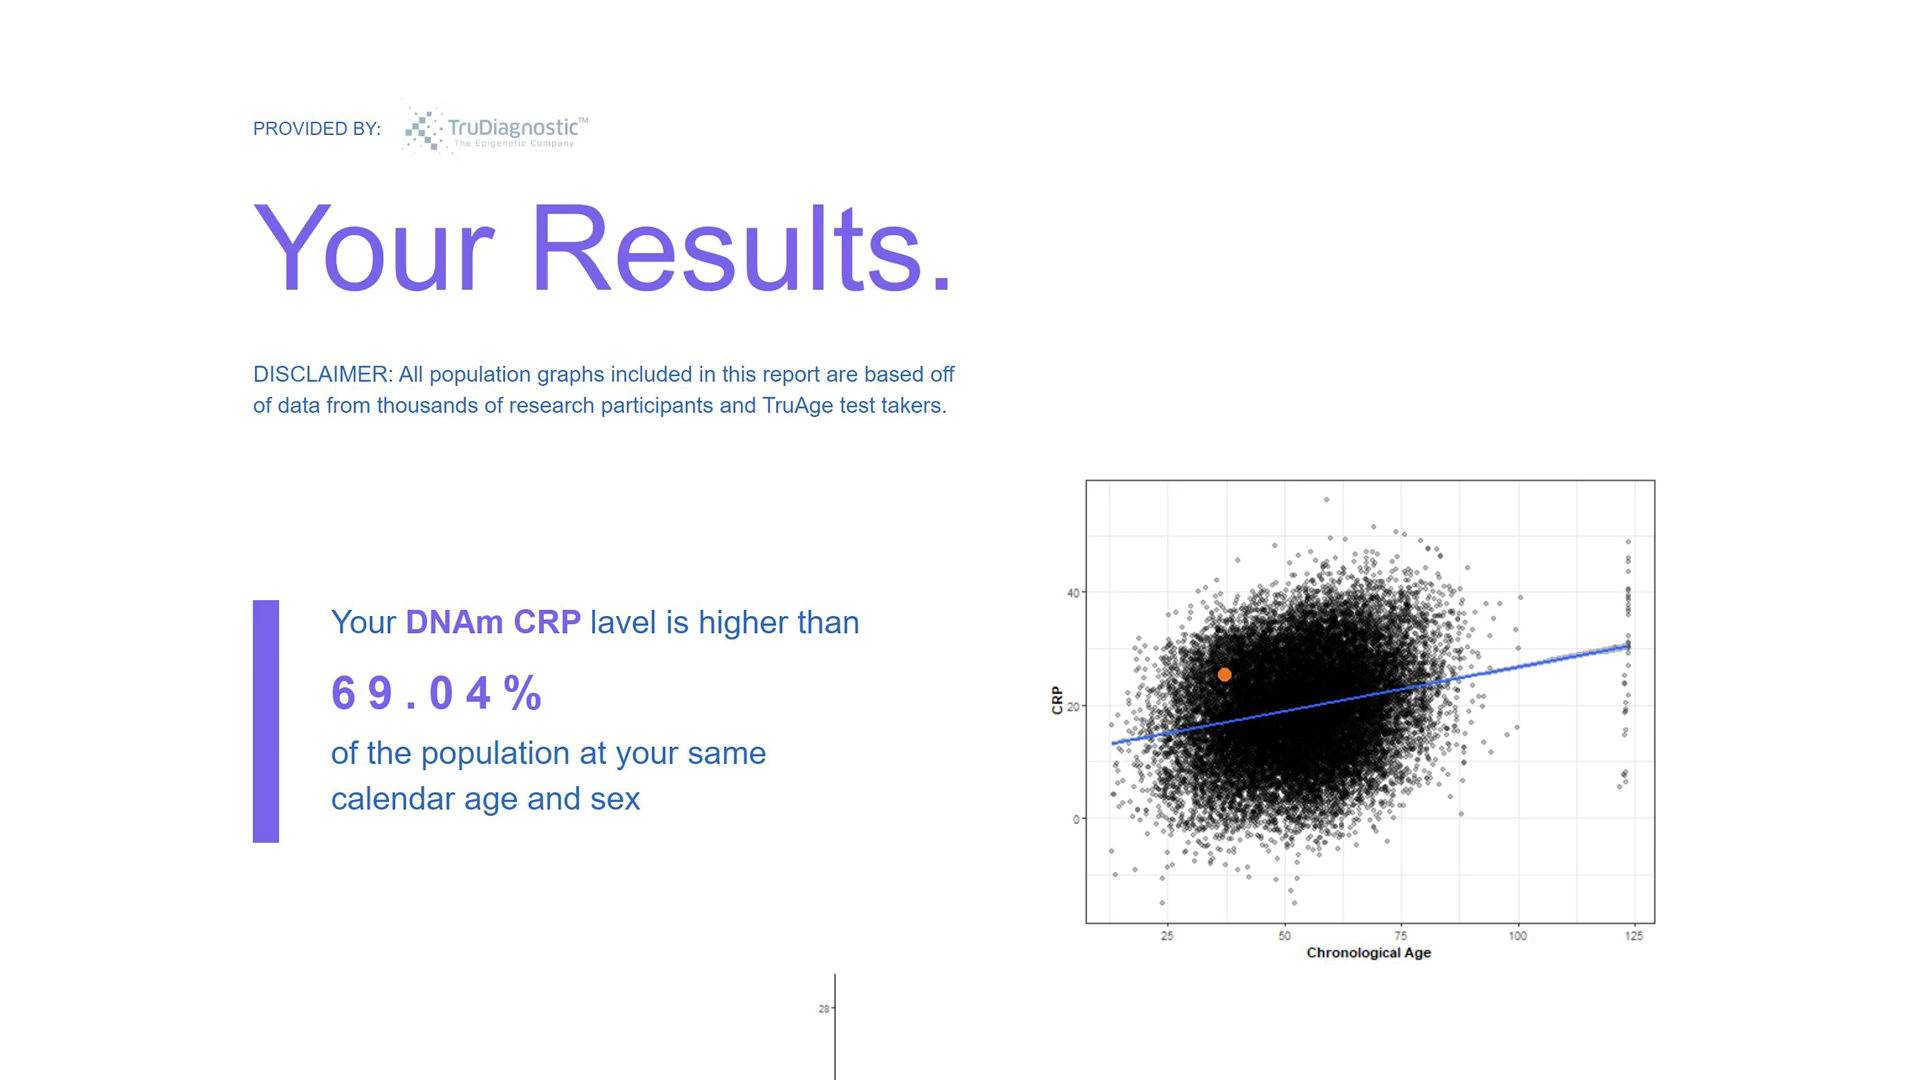 PROVIDED BY:
TruDiagnostic™
The Epigenetic Company
Your Results.
DISCLAIMER: All population graphs included in this report are based off
of data from thousands of research participants and TruAge test takers.
Your DNAm CRP lavel is higher than
69.04%
of the population at your same
calendar age and sex
40
20
0
CRP
25 50 75 100 125
Chronological Age
28